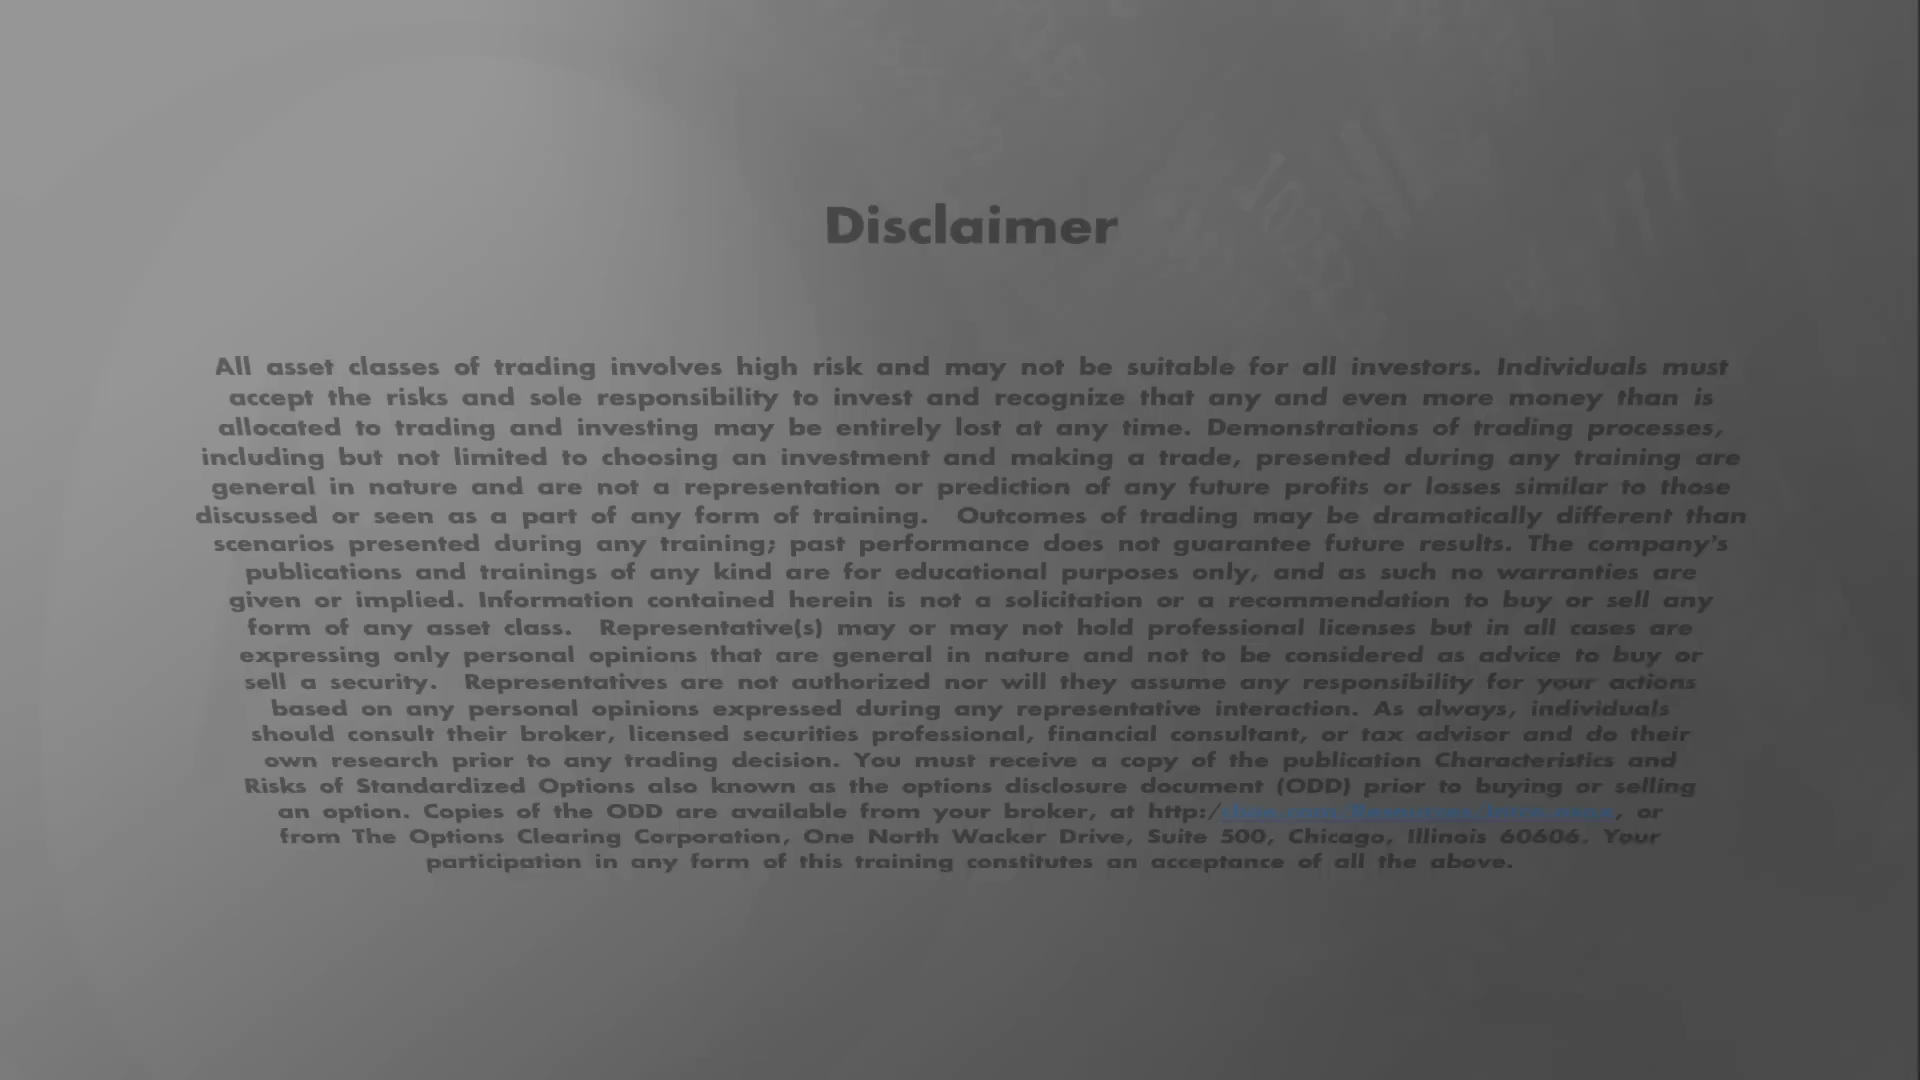 Disclaimer
All asset classes of trading involves high risk and may not be suitable for all investors. Individuals must
accept the risks and sole responsibility to invest and recognize that any and even more money than is
allocated to trading and investing may be entirely lost at any time. Demonstrations of trading processes,
including but not limited to choosing an investment and making a trade, presented during any training are
general in nature and are not a representation or prediction of any future profits or losses similar to those
discussed or seen as a part of any form of training. Outcomes of trading may be dramatically different than
scenarios presented during any training; past performance does not guarantee future results. The company's
publications and trainings of any kind are for educational purposes only, and as such no warranties are
given or implied. Information contained herein is not a solicitation or a recommendation to buy or sell any
form of any asset class. Representative(s) may or may not hold professional licenses but in all cases are
expressing only personal opinions that are general in nature and not to be considered as advice to buy or
sell a security. Representatives are not authorized nor will they assume any responsibility for your actions
based on any personal opinions expressed during any representative interaction. As always, individuals
should consult their broker, licensed securities professional, financial consultant, or tax advisor and do their
own research prior to any trading decision. You must receive a copy of the publication Characteristics and
Risks of Standardized Options also known as the options disclosure document (ODD) prior to buying or selling
an option. Copies of the ODD are available from your broker, at http:/ , or
from The Options Clearing Corporation, One North Wacker Drive, Suite 500, Chicago, Illinois 60606. Your
participation in any form of this training constitutes an acceptance of all the above.